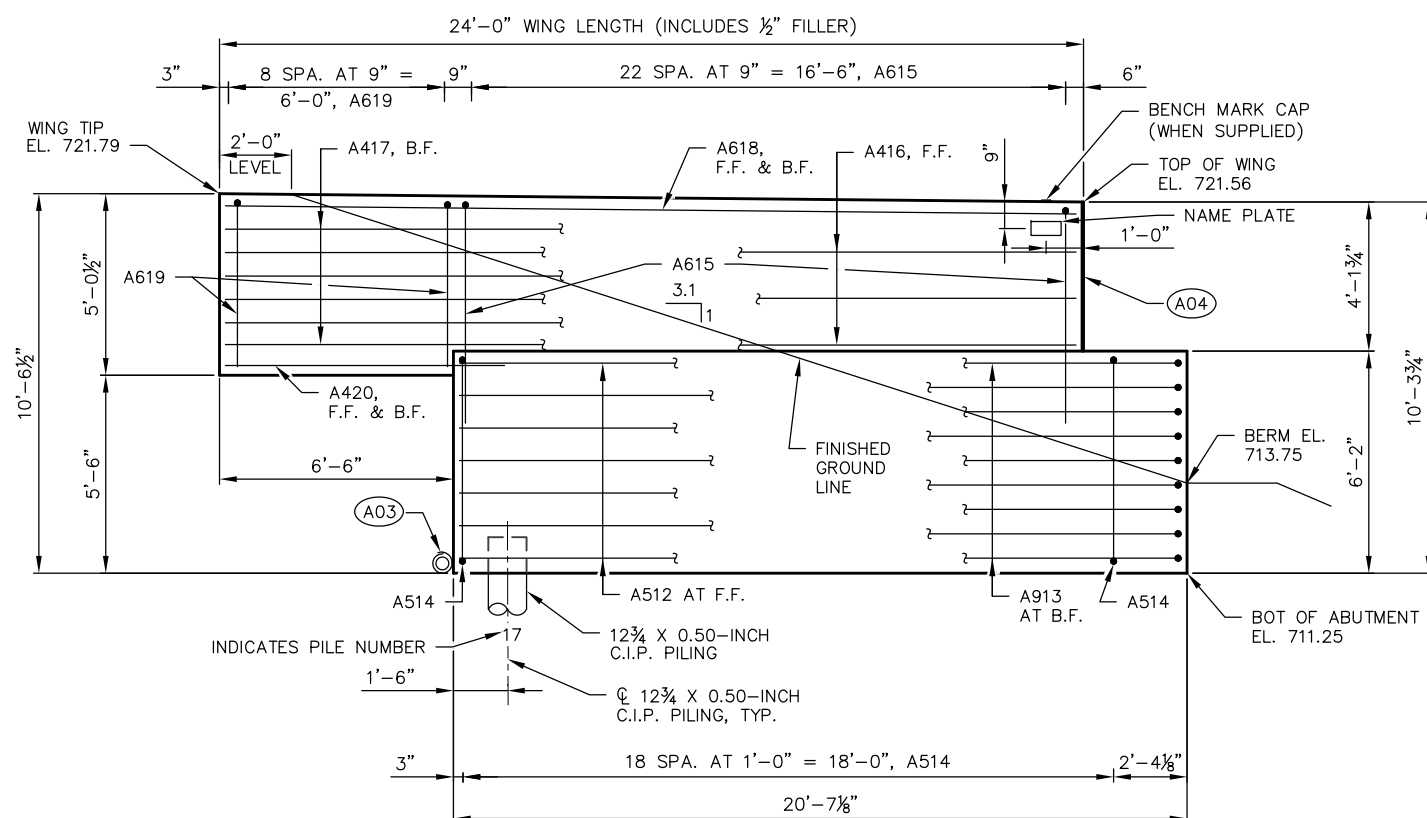 24'-0" WING LENGTH (INCLUDES ½" FILLER)
3"
8 SPA. AT 9" =
6'-0", A619
9"
22 SPA. AT 9" = 16'-6", A615
6"
WING TIP
EL. 721.79
2'-0"
LEVEL
A417, B.F.
A618,
F.F. & B.F.
A416, F.F.
9"
BENCH MARK CAP
(WHEN SUPPLIED)
TOP OF WING
EL. 721.56
NAME PLATE
1'-0"
A619
A615
3.1
1
A04
5'-0½"
10'-6½"
5'-6"
4'-1¾"
10'-3¾"
6'-2"
A420,
F.F. & B.F.
6'-6"
A03
FINISHED
GROUND
LINE
BERM EL.
713.75
A514
A512 AT F.F.
A913
AT B.F.
A514
BOT OF ABUTMENT
EL. 711.25
INDICATES PILE NUMBER
17
12¾ X 0.50-INCH
C.I.P. PILING
1'-6"
℄ 12¾ X 0.50-INCH
C.I.P. PILING, TYP.
3"
18 SPA. AT 1'-0" = 18'-0", A514
2'-4⅛"
20'-7⅞"